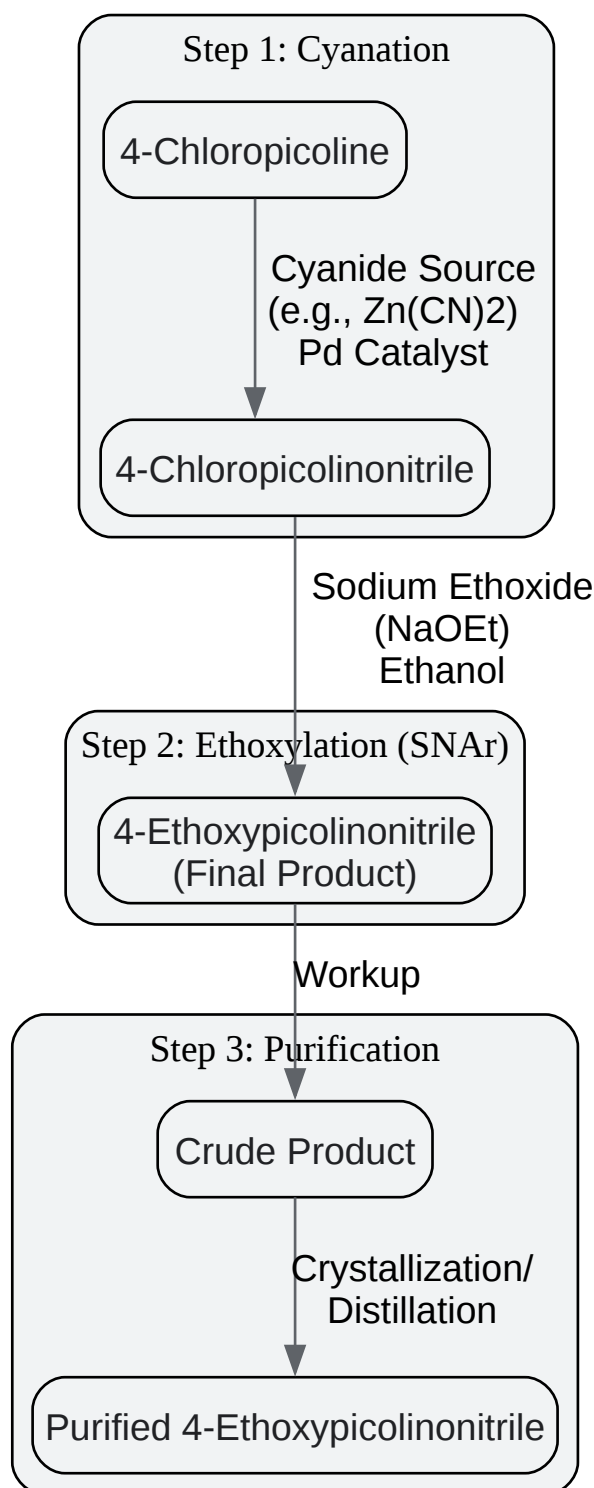 Step 1: Cyanation
4-Chloropicoline
Cyanide Source
(e.g., Zn(CN)2)
Pd Catalyst
4-Chloropicolinonitrile
Sodium Ethoxide
(NaOEt)
Ethanol
Step 2: Ethoxylation (SNAr)
4-Ethoxypicolinonitrile
(Final Product)
Workup
Step 3: Purification
Crude Product
Crystallization/
Distillation
Purified 4-Ethoxypicolinonitrile